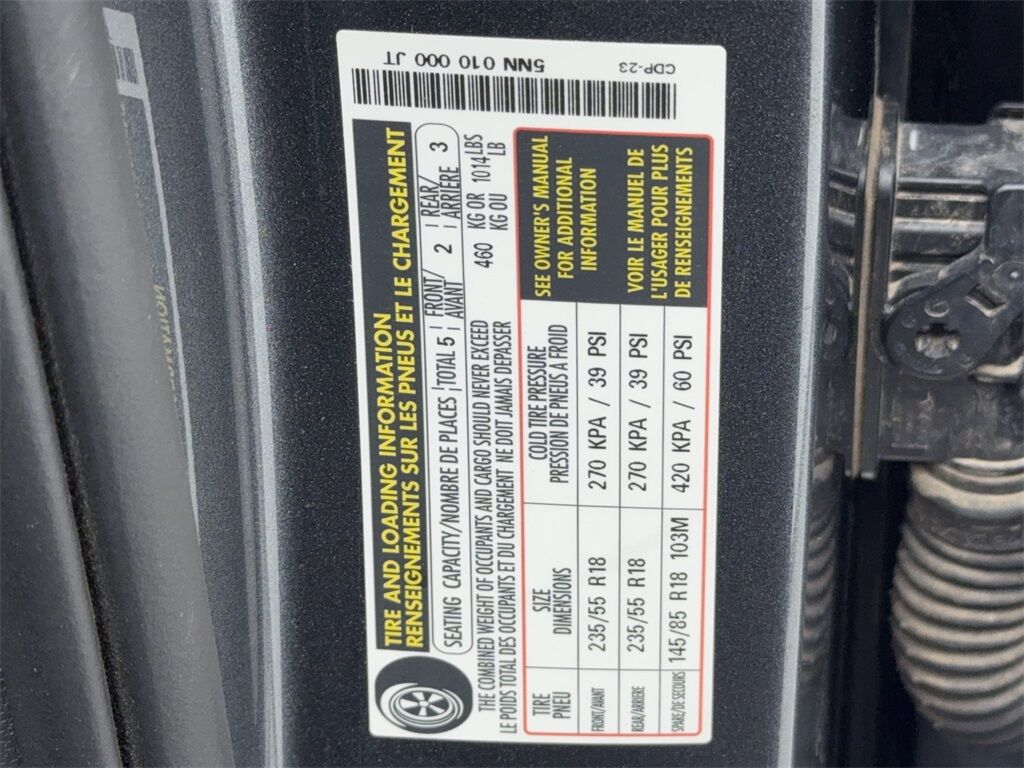 5NN 010 000 JT
CDP-23
TIRE AND LOADING INFORMATION
RENSEIGNEMENTS SUR LES PNEUS ET LE CHARGEMENT
SEATING CAPACITY/NOMBRE DE PLACES TOTAL 5 FRONT/ AVANT 2 REAR/ ARRIÈRE 3
THE COMBINED WEIGHT OF OCCUPANTS AND CARGO SHOULD NEVER EXCEED 460 KG OR 1014 LBS
LE POIDS TOTAL DES OCCUPANTS ET DU CHARGEMENT NE DOIT JAMAIS DEPASSER KG OU LB
TIRE SIZE COLD TIRE PRESSURE
PNEU DIMENSIONS PRESSION DE PNEUS A FROID
FRONT/AVANT 235/55 R18 270 KPA / 39 PSI
REAR/ARRIERE 235/55 R18 270 KPA / 39 PSI
SPARE/DE SECOURS 145/85 R18 103M 420 KPA / 60 PSI
SEE OWNER'S MANUAL
FOR ADDITIONAL
INFORMATION
VOIR LE MANUEL DE
L'USAGER POUR PLUS
DE RENSEIGNEMENTS